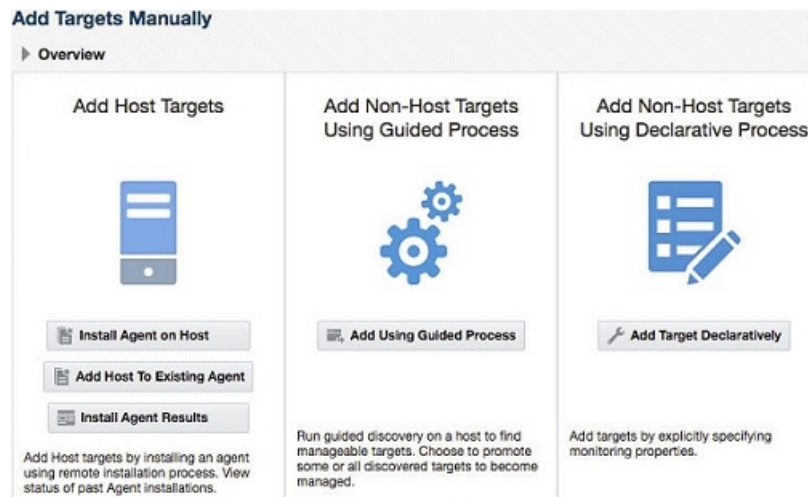 Add Targets Manually
Overview
Add Host Targets
Install Agent on Host
Add Host To Existing Agent
Install Agent Results
Add Host targets by installing an agent
using remote installation process. View
status of past Agent installations.
Add Non-Host Targets
Using Guided Process
Add Using Guided Process
Run guided discovery on a host to find
manageable targets. Choose to promote
some or all discovered targets to become
managed.
Add Non-Host Targets
Using Declarative Process
Add Target Declaratively
Add targets by explicitly specifying
monitoring properties.